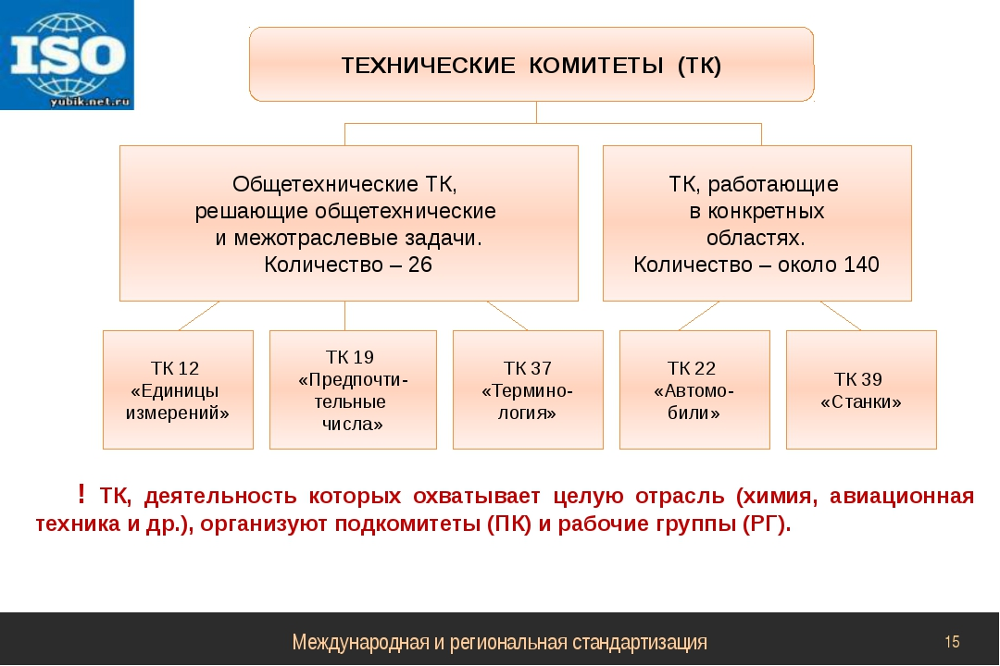 ISO
yubik.net.ru
ТЕХНИЧЕСКИЕ КОМИТЕТЫ (ТК)
Общетехнические ТК,
решающие общетехнические
и межотраслевые задачи.
Количество – 26
ТК, работающие
в конкретных
областях.
Количество – около 140
ТК 12
«Единицы
измерений»
ТК 19
«Предпочти-
тельные
числа»
ТК 37
«Термино-
логия»
ТК 22
«Автомо-
били»
ТК 39
«Станки»
! ТК, деятельность которых охватывает целую отрасль (химия, авиационная
техника и др.), организуют подкомитеты (ПК) и рабочие группы (РГ).
Международная и региональная стандартизация
15